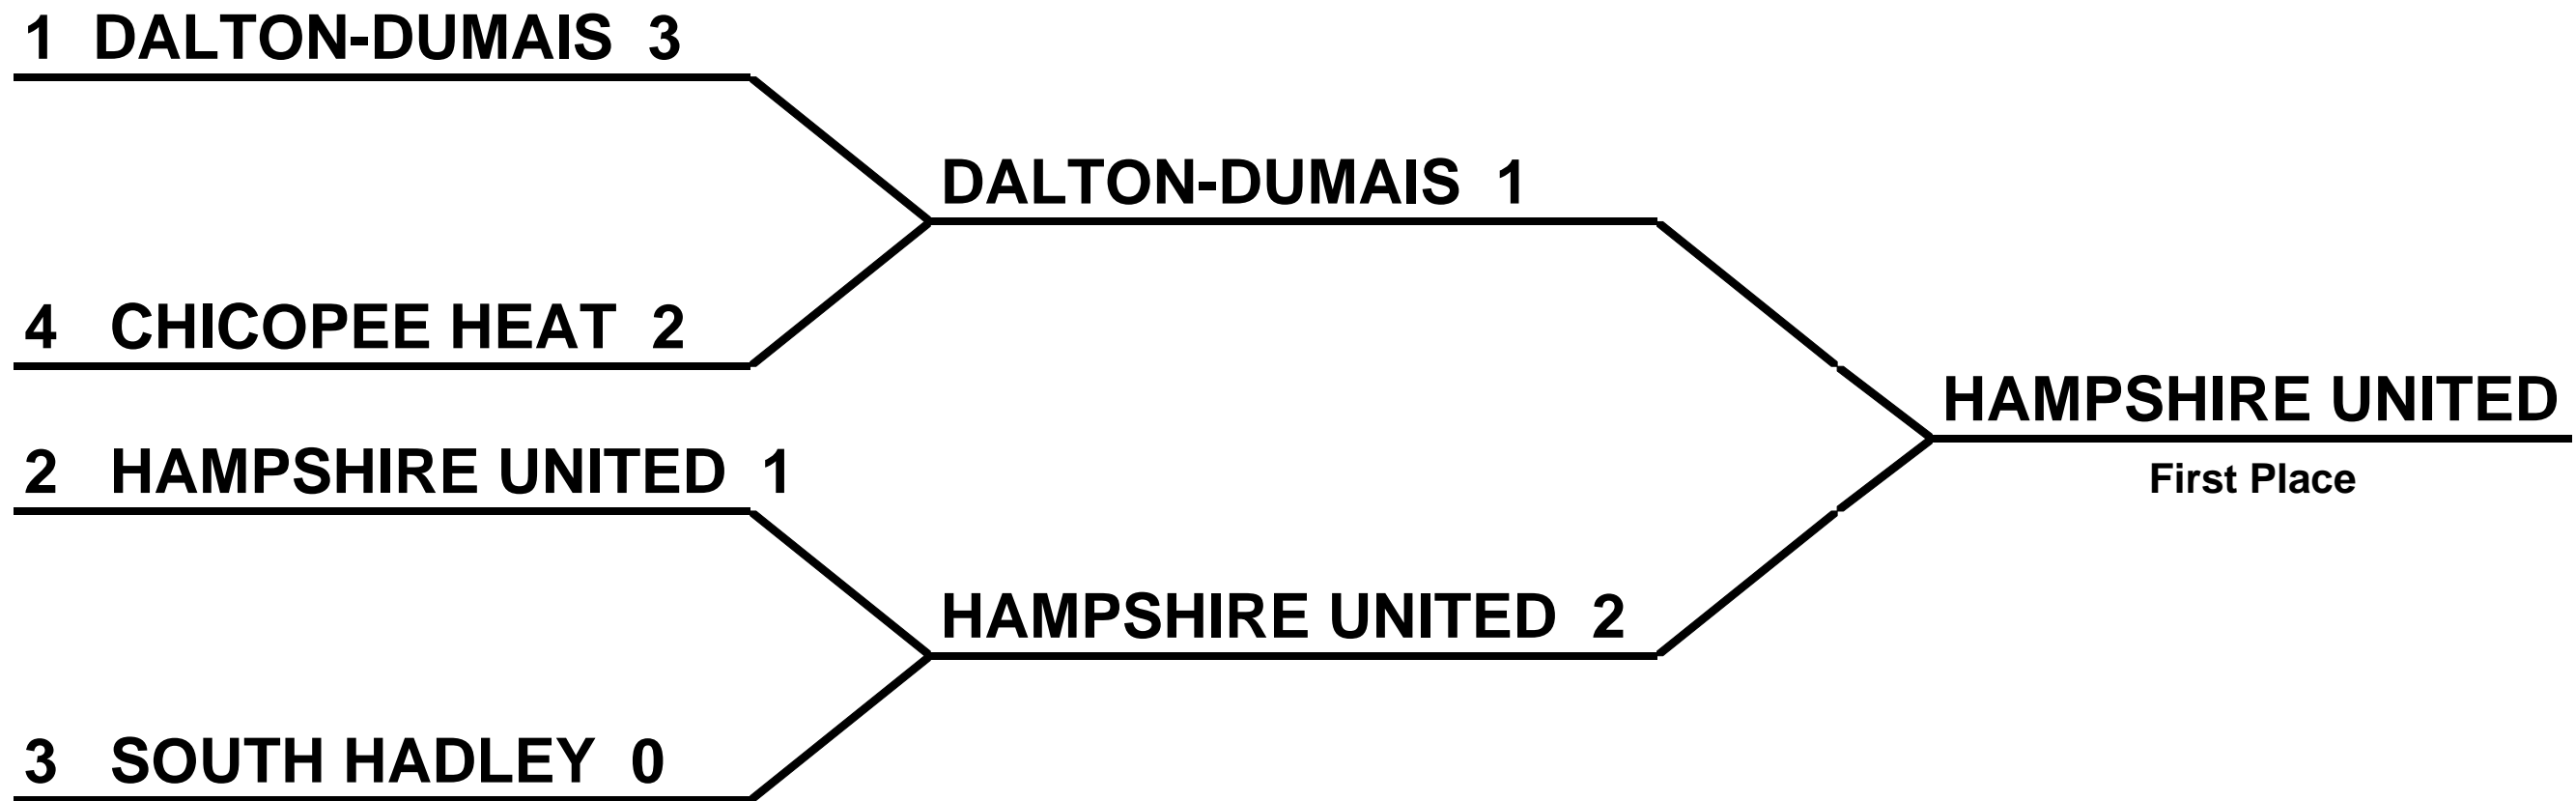 1 DALTON-DUMAIS 3
DALTON-DUMAIS 1
4 CHICOPEE HEAT 2
HAMPSHIRE UNITED
2 HAMPSHIRE UNITED 1
First Place
HAMPSHIRE UNITED 2
3 SOUTH HADLEY 0